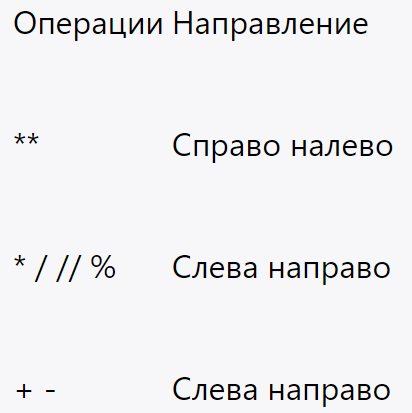 Операции Направление
** Справо налево
* / // % Слева направо
+ - Слева направо